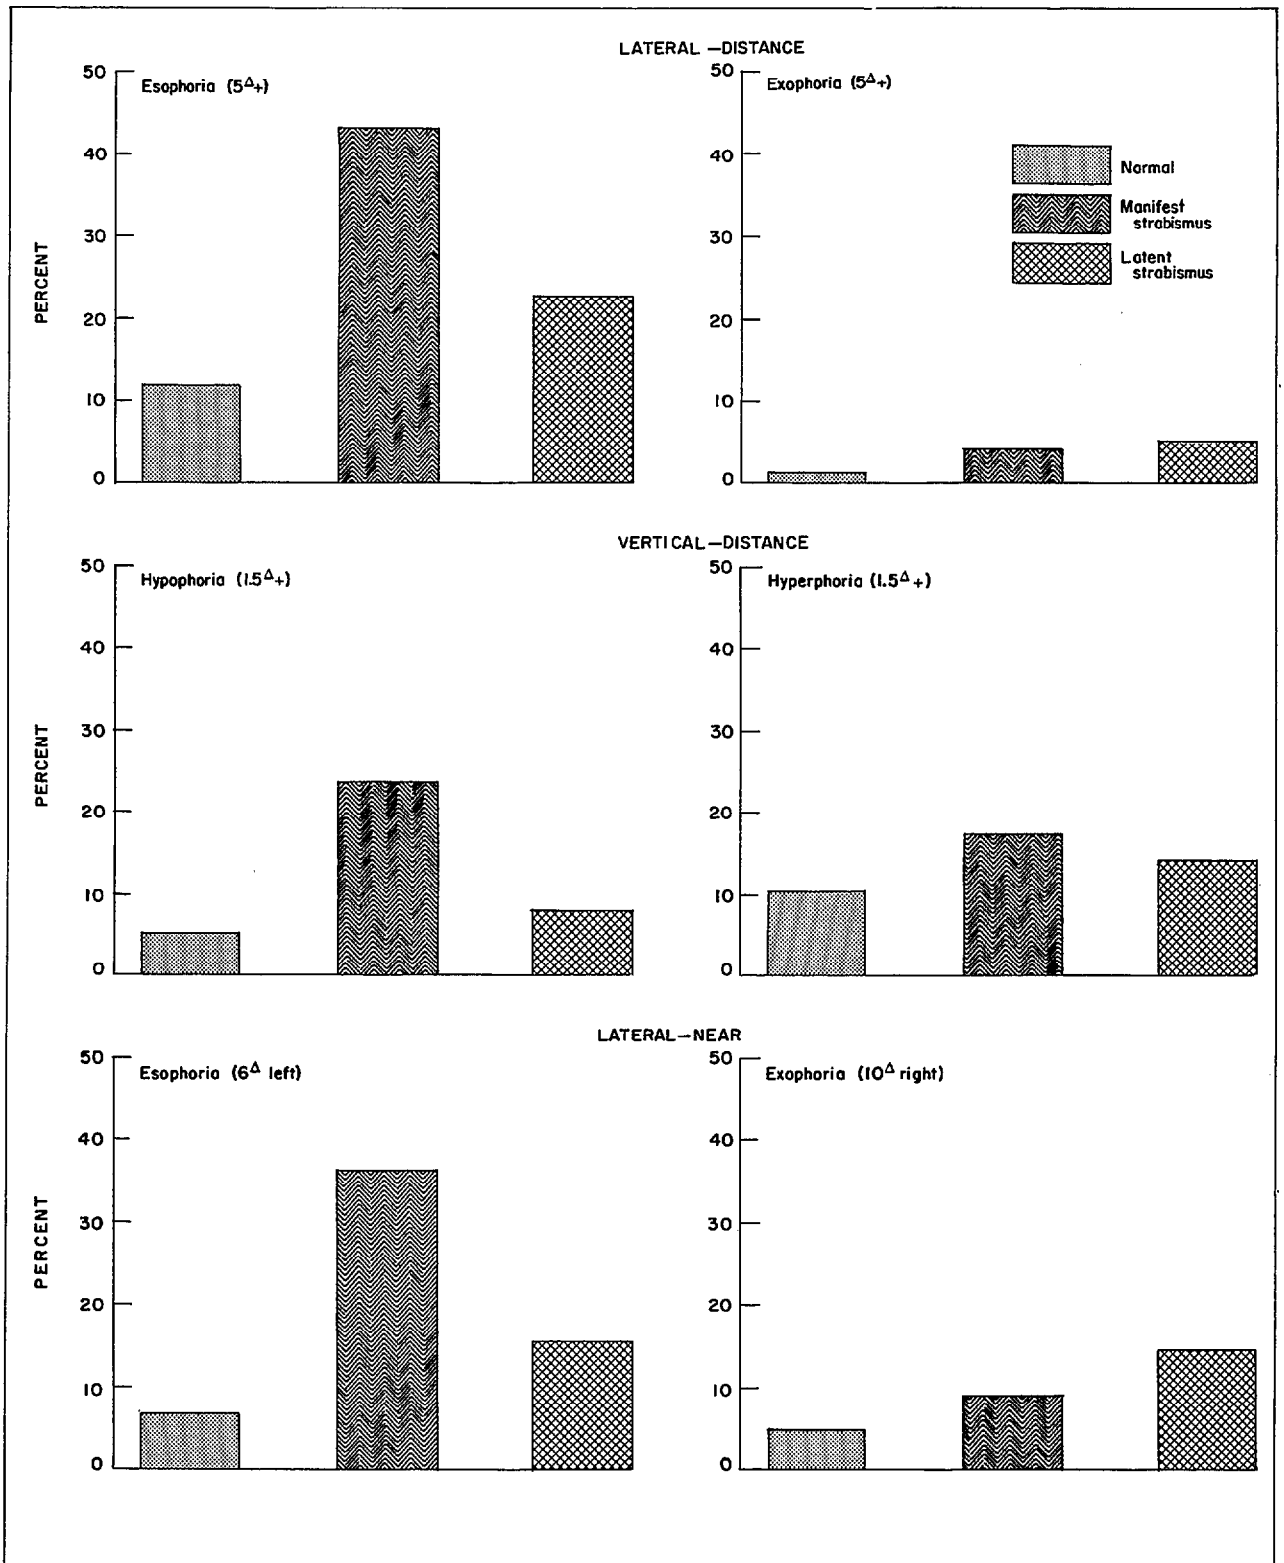 LATERAL –DISTANCE
Esophoria (5Δ+)
50
40
30
20
10
0
PERCENT
Exophoria (5Δ+)
50
40
30
20
10
0
Normal
Manifest
strabismus
Latent
strabismus
VERTICAL–DISTANCE
Hypophoria (1.5Δ+)
50
40
30
20
10
0
PERCENT
Hyperphoria (1.5Δ+)
50
40
30
20
10
0
LATERAL–NEAR
Esophoria (6Δ left)
50
40
30
20
10
0
PERCENT
Exophoria (10Δ right)
50
40
30
20
10
0